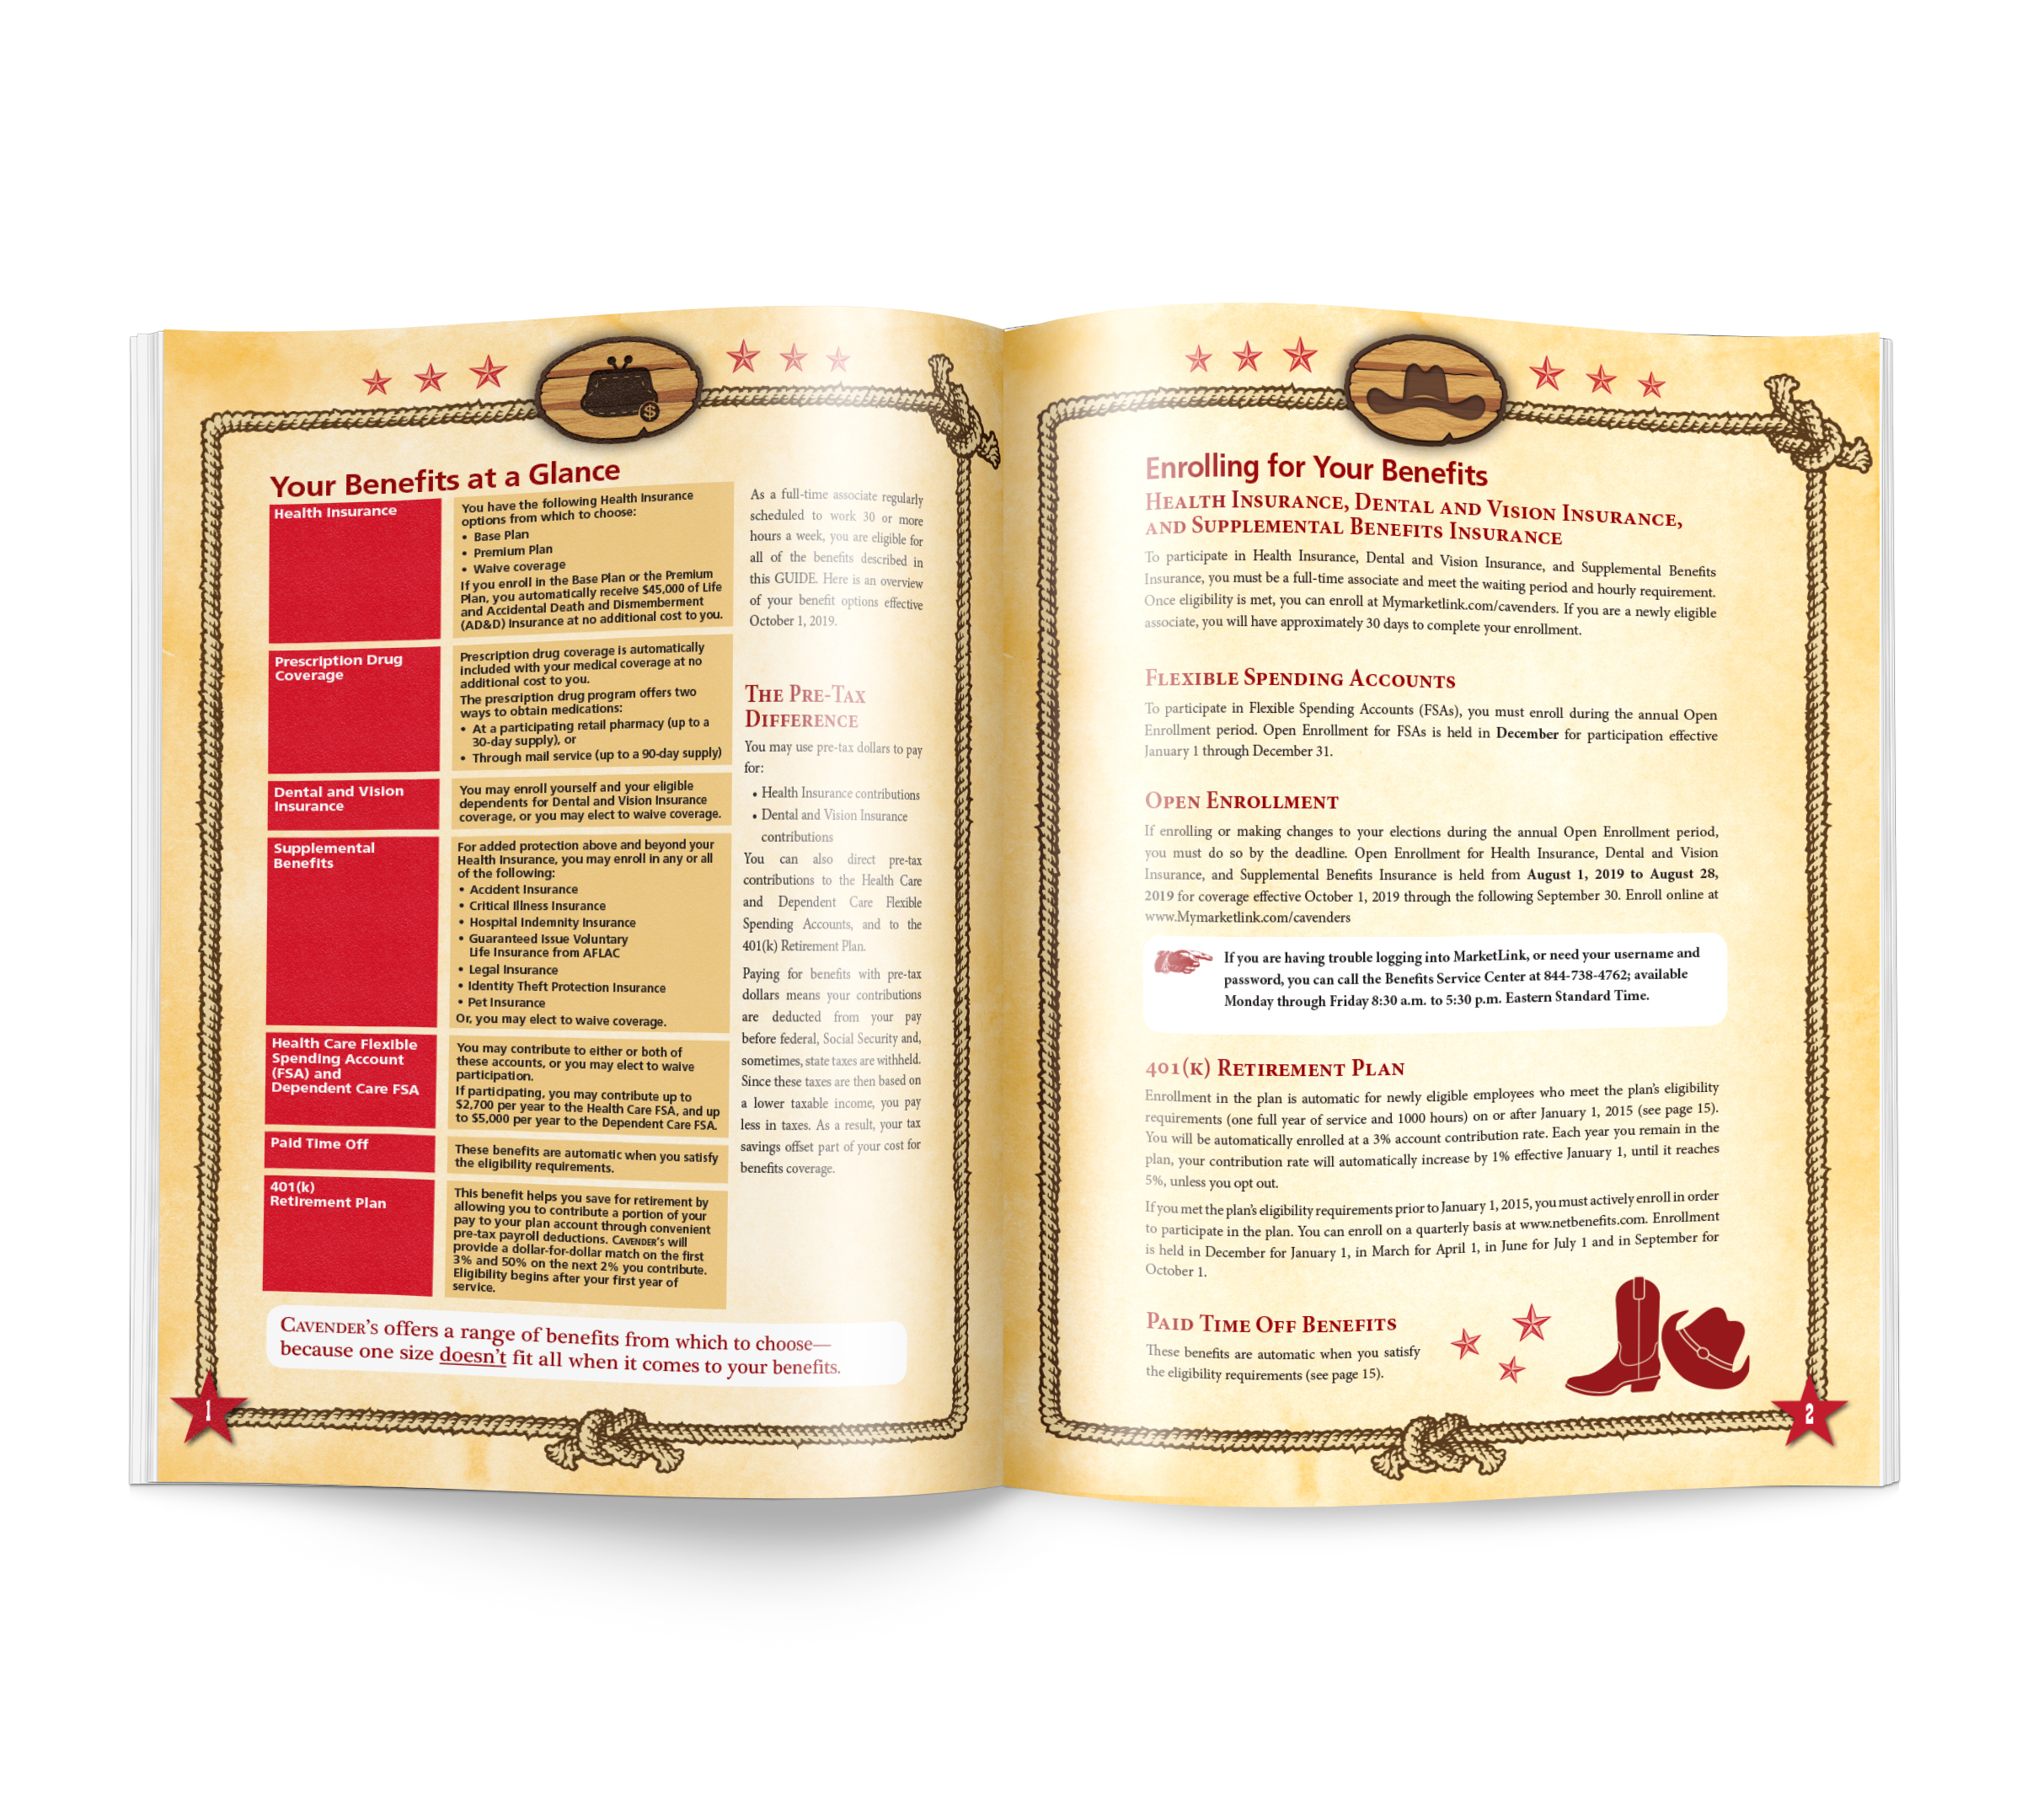 Your Benefits at a Glance
Health Insurance
You have the following Health Insurance
options from which to choose:
• Base Plan
• Premium Plan
• Waive coverage
If you enroll in the Base Plan or the Premium
Plan, you automatically receive $45,000 of Life
and Accidental Death and Dismemberment
(AD&D) Insurance at no additional cost to you.
Prescription Drug
Coverage
Prescription drug coverage is automatically
included with your medical coverage at no
additional cost to you.
The prescription drug program offers two
ways to obtain medications:
• At a participating retail pharmacy (up to a
30-day supply), or
• Through mail service (up to a 90-day supply)
Dental and Vision
Insurance
You may enroll yourself and your eligible
dependents for Dental and Vision Insurance
coverage, or you may elect to waive coverage.
Supplemental
Benefits
For added protection above and beyond your
Health Insurance, you may enroll in any or all
of the following:
• Accident Insurance
• Critical Illness Insurance
• Hospital Indemnity Insurance
• Guaranteed Issue Voluntary
Life Insurance from AFLAC
• Legal Insurance
• Identity Theft Protection Insurance
• Pet Insurance
Or, you may elect to waive coverage.
Health Care Flexible
Spending Account
(FSA) and
Dependent Care FSA
You may contribute to either or both of
these accounts, or you may elect to waive
participation.
If participating, you may contribute up to
$2,700 per year to the Health Care FSA, and up
to $5,000 per year to the Dependent Care FSA.
Paid Time Off
These benefits are automatic when you satisfy
the eligibility requirements.
401(k)
Retirement Plan
This benefit helps you save for retirement by
allowing you to contribute a portion of your
pay to your plan account through convenient
pre-tax payroll deductions. CAVENDER'S will
provide a dollar-for-dollar match on the first
3% and 50% on the next 2% you contribute.
Eligibility begins after your first year of
service.
As a full-time associate regularly
scheduled to work 30 or more
hours a week, you are eligible for
all of the benefits described in
this GUIDE. Here is an overview
of your benefit options effective
October 1, 2019.
THE PRE-TAX
DIFFERENCE
You may use pre-tax dollars to pay
for:
• Health Insurance contributions
• Dental and Vision Insurance
contributions
You can also direct pre-tax
contributions to the Health Care
and Dependent Care Flexible
Spending Accounts, and to the
401(k) Retirement Plan.
Paying for benefits with pre-tax
dollars means your contributions
are deducted from your pay
before federal, Social Security and,
sometimes, state taxes are withheld.
Since these taxes are then based on
a lower taxable income, you pay
less in taxes. As a result, your tax
savings offset part of your cost for
benefits coverage.
CAVENDER'S offers a range of benefits from which to choose—
because one size doesn't fit all when it comes to your benefits.
$
1
Enrolling for Your Benefits
HEALTH INSURANCE, DENTAL AND VISION INSURANCE,
AND SUPPLEMENTAL BENEFITS INSURANCE
To participate in Health Insurance, Dental and Vision Insurance, and Supplemental Benefits
Insurance, you must be a full-time associate and meet the waiting period and hourly requirement.
Once eligibility is met, you can enroll at Mymarketlink.com/cavenders. If you are a newly eligible
associate, you will have approximately 30 days to complete your enrollment.
FLEXIBLE SPENDING ACCOUNTS
To participate in Flexible Spending Accounts (FSAs), you must enroll during the annual Open
Enrollment period. Open Enrollment for FSAs is held in December for participation effective
January 1 through December 31.
OPEN ENROLLMENT
If enrolling or making changes to your elections during the annual Open Enrollment period,
you must do so by the deadline. Open Enrollment for Health Insurance, Dental and Vision
Insurance, and Supplemental Benefits Insurance is held from August 1, 2019 to August 28,
2019 for coverage effective October 1, 2019 through the following September 30. Enroll online at
www.Mymarketlink.com/cavenders
If you are having trouble logging into MarketLink, or need your username and
password, you can call the Benefits Service Center at 844-738-4762; available
Monday through Friday 8:30 a.m. to 5:30 p.m. Eastern Standard Time.
401(K) RETIREMENT PLAN
Enrollment in the plan is automatic for newly eligible employees who meet the plan's eligibility
requirements (one full year of service and 1000 hours) on or after January 1, 2015 (see page 15).
You will be automatically enrolled at a 3% account contribution rate. Each year you remain in the
plan, your contribution rate will automatically increase by 1% effective January 1, until it reaches
5%, unless you opt out.
If you met the plan's eligibility requirements prior to January 1, 2015, you must actively enroll in order
to participate in the plan. You can enroll on a quarterly basis at www.netbenefits.com. Enrollment
is held in December for January 1, in March for April 1, in June for July 1 and in September for
October 1.
PAID TIME OFF BENEFITS
These benefits are automatic when you satisfy
the eligibility requirements (see page 15).
2